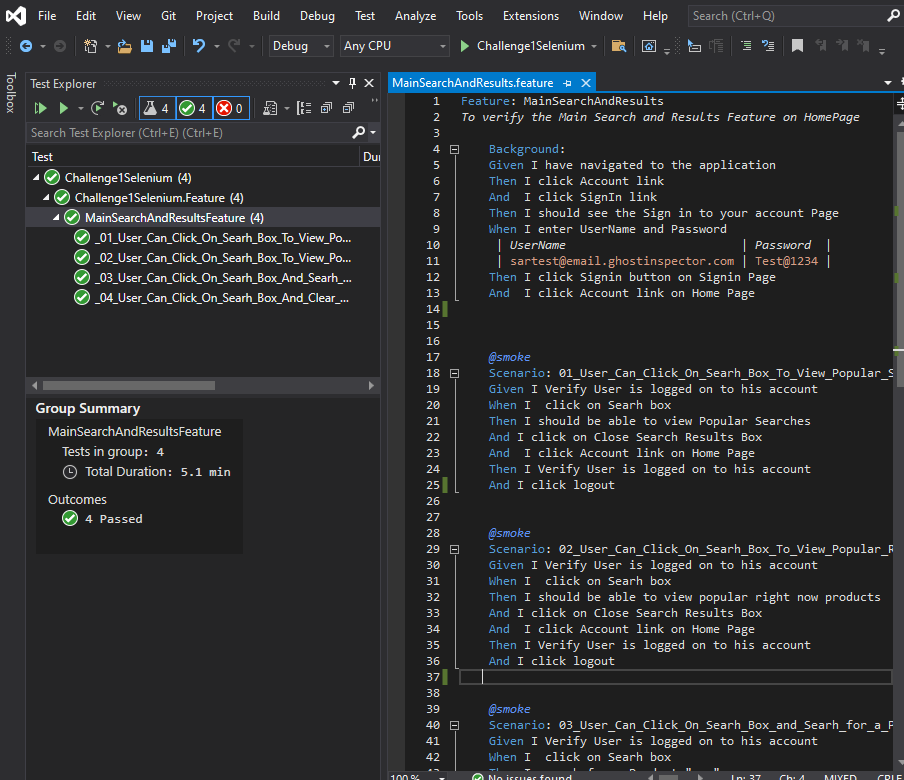 File Edit View Git Project Build Debug Test Analyze Tools Extensions Window Help Search (Ctrl+Q)
Debug Any CPU Challenge1Selenium
Toolbox
Test Explorer
4 4 0
Search Test Explorer (Ctrl+E) (Ctrl+E)
Test Du
Challenge1Selenium (4)
Challenge1Selenium.Feature (4)
MainSearchAndResultsFeature (4)
_01_User_Can_Click_On_Searh_Box_To_View_Po...
_02_User_Can_Click_On_Searh_Box_To_View_Po...
_03_User_Can_Click_On_Searh_Box_And_Searh_...
_04_User_Can_Click_On_Searh_Box_And_Clear_...
Group Summary
MainSearchAndResultsFeature
Tests in group: 4
Total Duration: 5.1 min
Outcomes
4 Passed
MainSearchAndResults.feature
1 Feature: MainSearchAndResults
2 To verify the Main Search and Results Feature on HomePage
3
4 Background:
5 Given I have navigated to the application
6 Then I click Account link
7 And  I click SignIn link
8 Then I should see the Sign in to your account Page
9 When I enter UserName and Password
10 | UserName | Password |
11 | sartest@email.ghostinspector.com | Test@1234 |
12 Then I click Signin button on Signin Page
13 And  I click Account link on Home Page
14
15
16
17 @smoke
18 Scenario: 01_User_Can_Click_On_Searh_Box_To_View_Popular_S
19 Given I Verify User is logged on to his account
20 When I  click on Searh box
21 Then I should be able to view Popular Searches
22 And I click on Close Search Results Box
23 And  I click Account link on Home Page
24 Then I Verify User is logged on to his account
25 And I click logout
26
27
28 @smoke
29 Scenario: 02_User_Can_Click_On_Searh_Box_To_View_Popular_R
30 Given I Verify User is logged on to his account
31 When I  click on Searh box
32 Then I should be able to view popular right now products
33 And I click on Close Search Results Box
34 And  I click Account link on Home Page
35 Then I Verify User is logged on to his account
36 And I click logout
37
38
39 @smoke
40 Scenario: 03_User_Can_Click_On_Searh_Box_and_Searh_for_a_P
41 Given I Verify User is logged on to his account
42 When I  click on Searh box
100 % No issues found Ln: 37 Ch: 4 MIXED CRLF